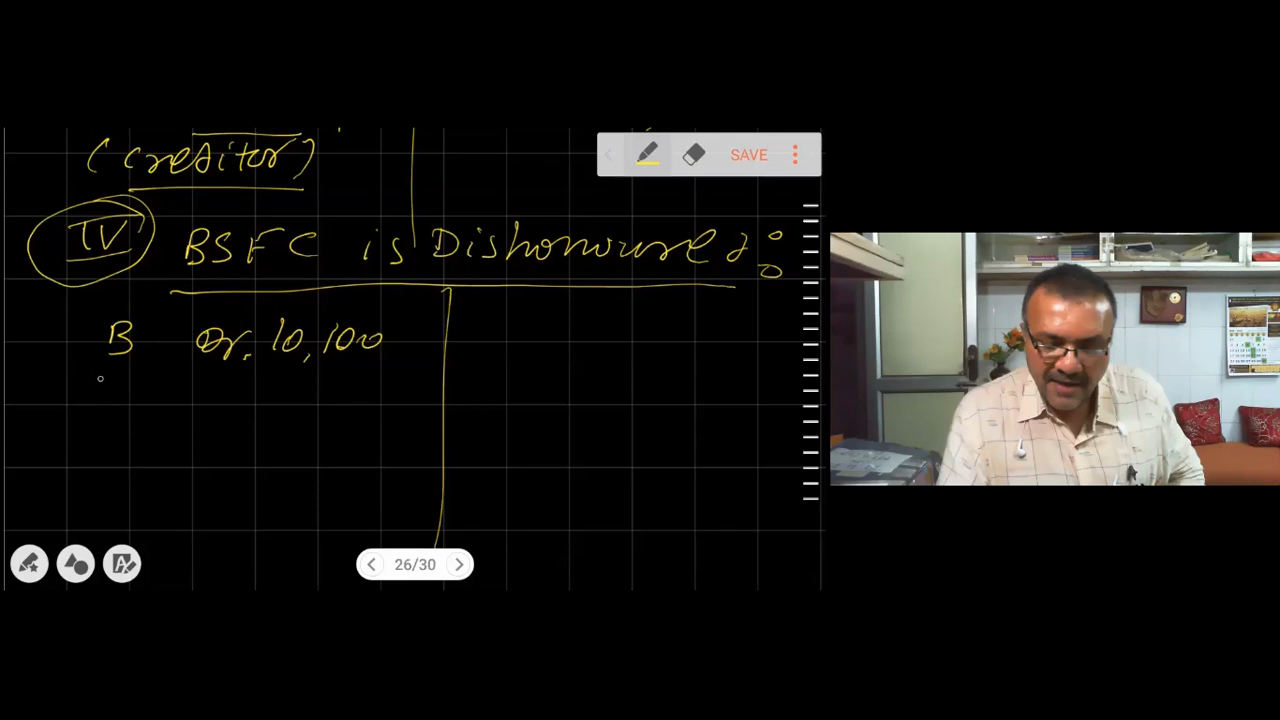 (Creditor)
SAVE
IV BSFC is Dishonoured :
B Dr. 10,100
26/30